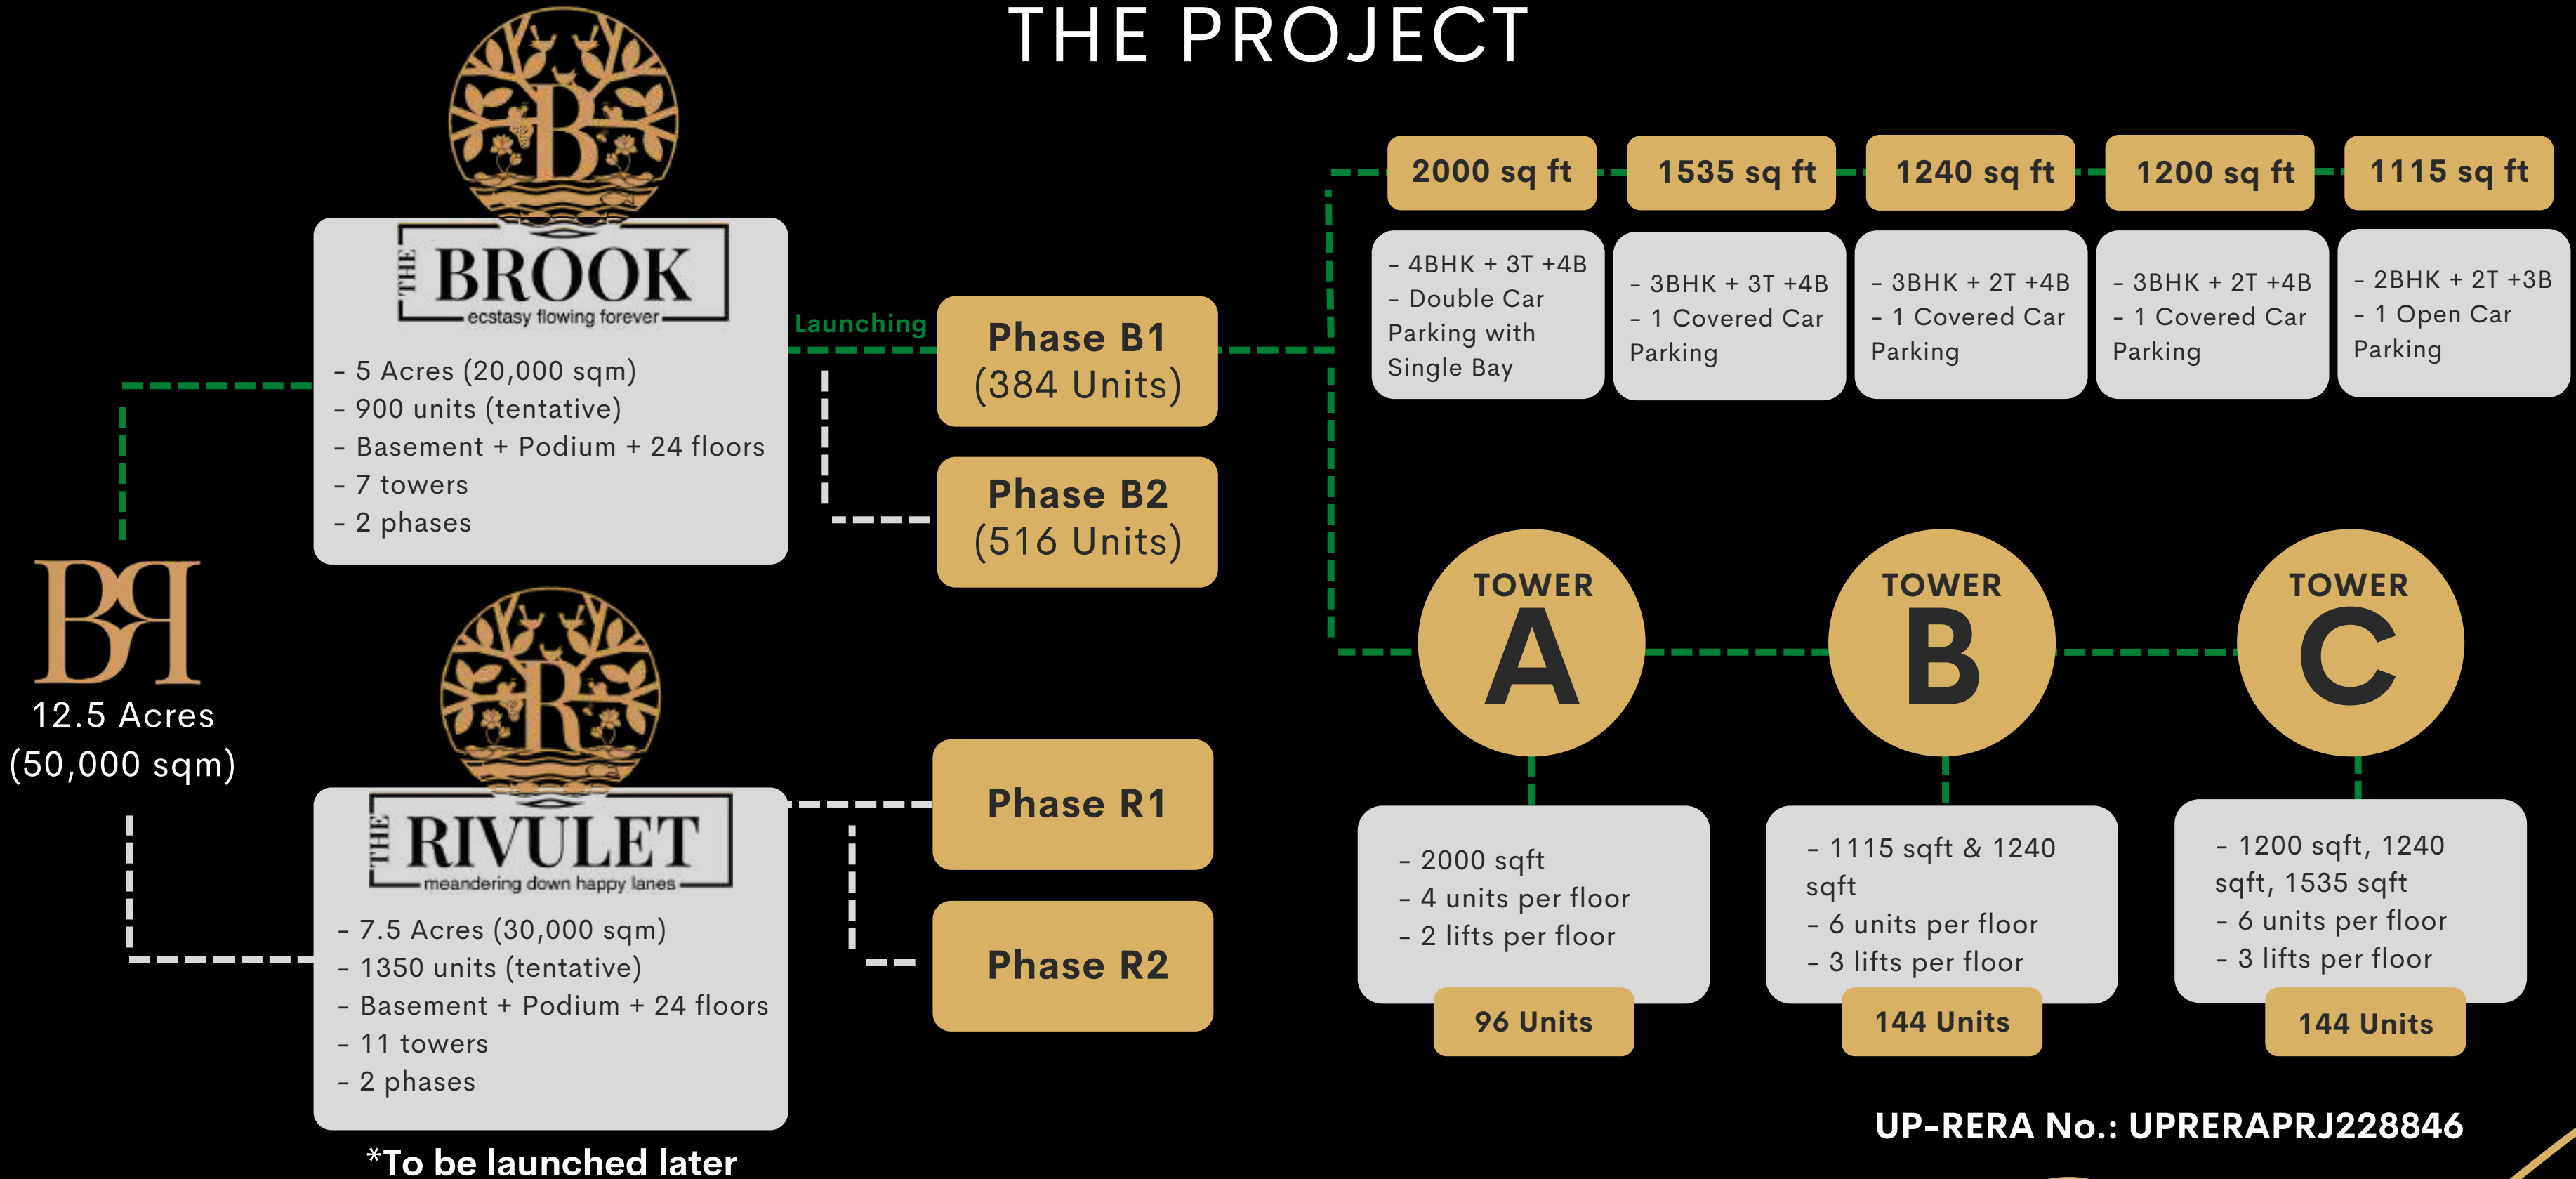 THE PROJECT
B
THE
BROOK
ecstasy flowing forever
- 5 Acres (20,000 sqm)
- 900 units (tentative)
- Basement + Podium + 24 floors
- 7 towers
- 2 phases
Launching
Phase B1
(384 Units)
Phase B2
(516 Units)
2000 sq ft
- 4BHK + 3T +4B
- Double Car
Parking with
Single Bay
1535 sq ft
- 3BHK + 3T +4B
- 1 Covered Car
Parking
1240 sq ft
- 3BHK + 2T +4B
- 1 Covered Car
Parking
1200 sq ft
- 3BHK + 2T +4B
- 1 Covered Car
Parking
1115 sq ft
- 2BHK + 2T +3B
- 1 Open Car
Parking
12.5 Acres
(50,000 sqm)
R
THE
RIVULET
meandering down happy lanes
- 7.5 Acres (30,000 sqm)
- 1350 units (tentative)
- Basement + Podium + 24 floors
- 11 towers
- 2 phases
*To be launched later
Phase R1
Phase R2
TOWER
A
- 2000 sqft
- 4 units per floor
- 2 lifts per floor
96 Units
TOWER
B
- 1115 sqft & 1240
sqft
- 6 units per floor
- 3 lifts per floor
144 Units
TOWER
C
- 1200 sqft, 1240
sqft, 1535 sqft
- 6 units per floor
- 3 lifts per floor
144 Units
UP-RERA No.: UPRERAPRJ228846